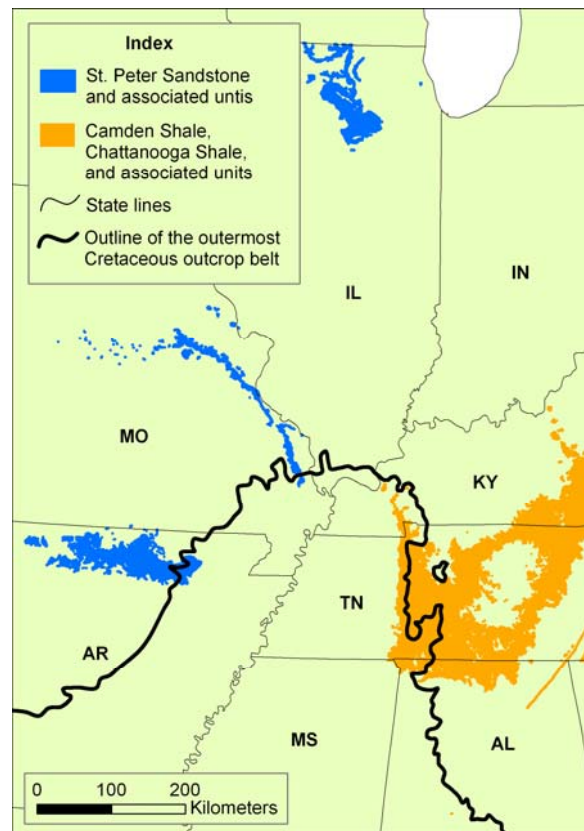 Index
St. Peter Sandstone
and associated untis
Camden Shale,
Chattanooga Shale,
and associated units
State lines
Outline of the outermost
Cretaceous outcrop belt
IL
IN
MO
KY
TN
AR
MS
AL
0 100 200
Kilometers